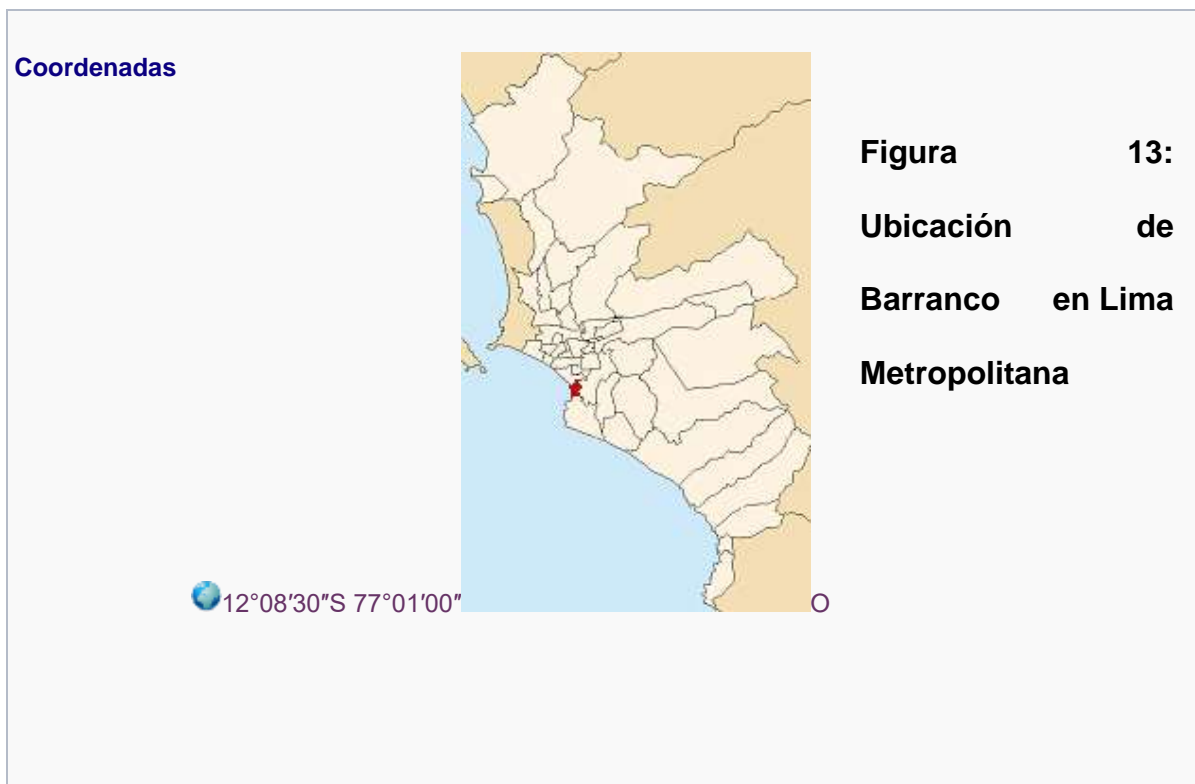 Coordenadas
Figura 13:
Ubicación de
Barranco en Lima
Metropolitana
12°08′30″S 77°01′00″O